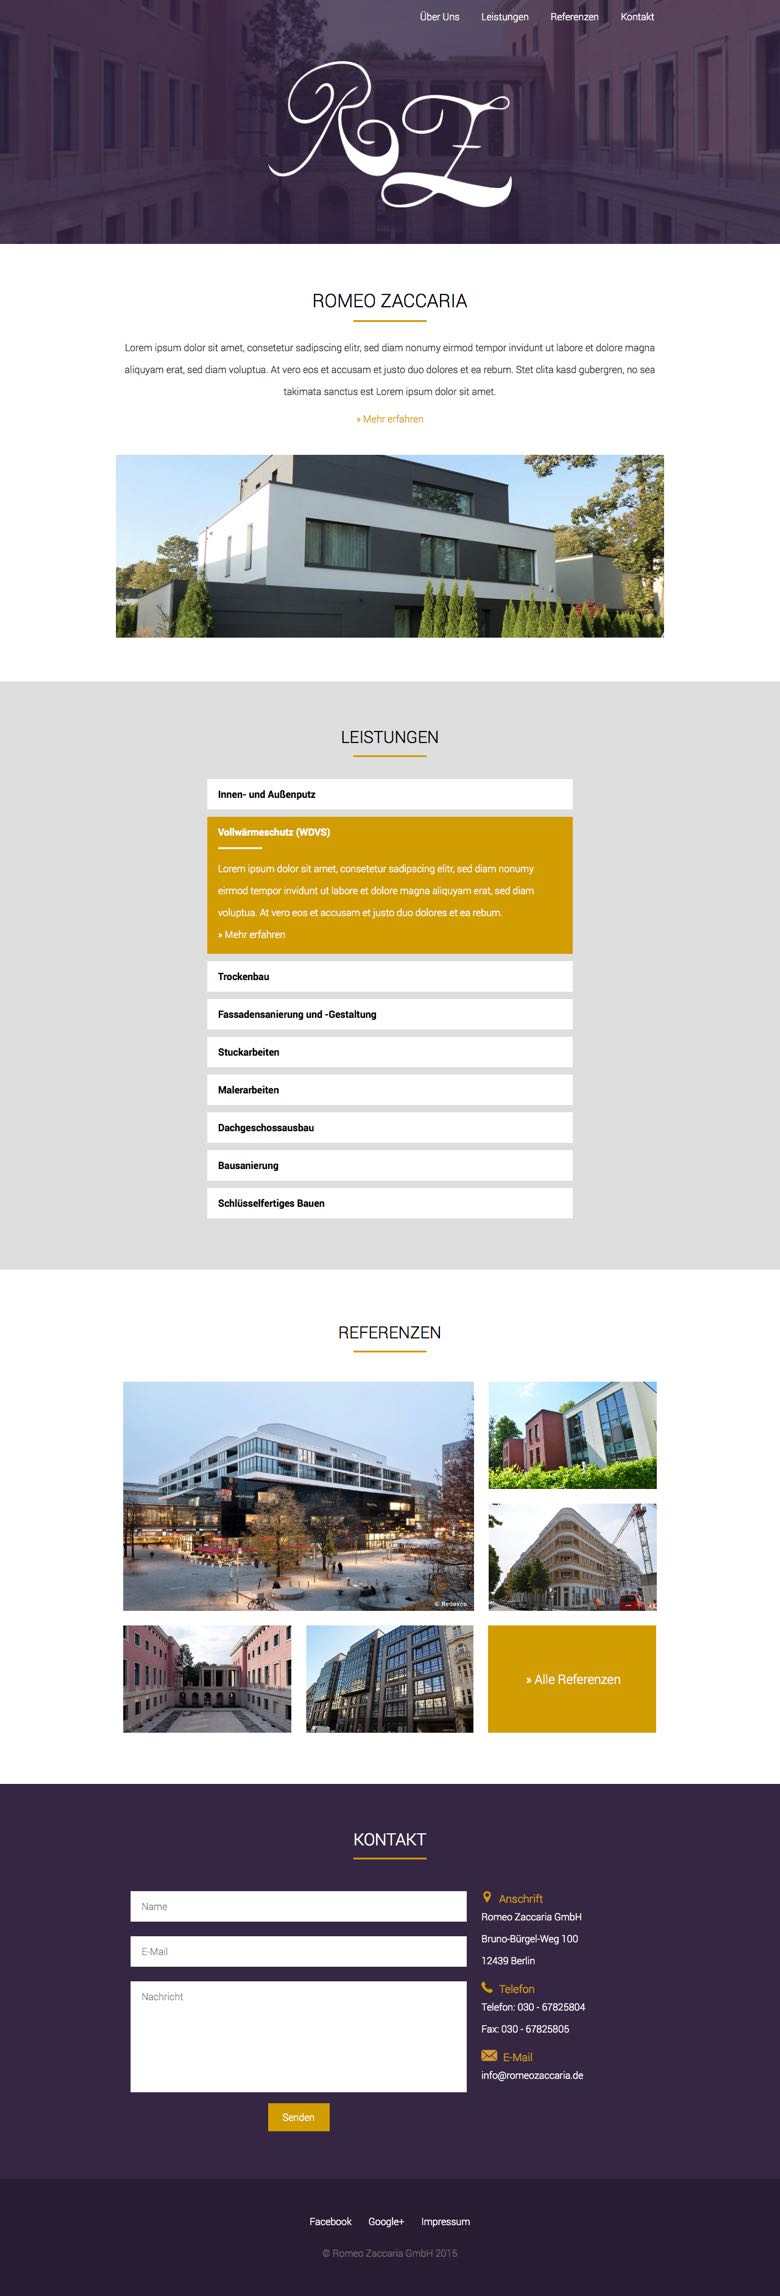 Über Uns Leistungen Referenzen Kontakt
RZ
ROMEO ZACCARIA
Lorem ipsum dolor sit amet, consetetur sadipscing elitr, sed diam nonumy eirmod tempor invidunt ut labore et dolore magna
aliquyam erat, sed diam voluptua. At vero eos et accusam et justo duo dolores et ea rebum. Stet clita kasd gubergren, no sea
takimata sanctus est Lorem ipsum dolor sit amet.
» Mehr erfahren
LEISTUNGEN
Innen- und Außenputz
Vollwärmeschutz (WDVS)
Lorem ipsum dolor sit amet, consetetur sadipscing elitr, sed diam nonumy
eirmod tempor invidunt ut labore et dolore magna aliquyam erat, sed diam
voluptua. At vero eos et accusam et justo duo dolores et ea rebum.
» Mehr erfahren
Trockenbau
Fassadensanierung und -Gestaltung
Stuckarbeiten
Malerarbeiten
Dachgeschossausbau
Bausanierung
Schlüsselfertiges Bauen
REFERENZEN
© Redevco
» Alle Referenzen
KONTAKT
Name
E-Mail
Nachricht
Senden
Anschrift
Romeo Zaccaria GmbH
Bruno-Bürgel-Weg 100
12439 Berlin
Telefon
Telefon: 030 - 67825804
Fax: 030 - 67825805
E-Mail
info@romeozaccaria.de
Facebook Google+ Impressum
© Romeo Zaccaria GmbH 2015